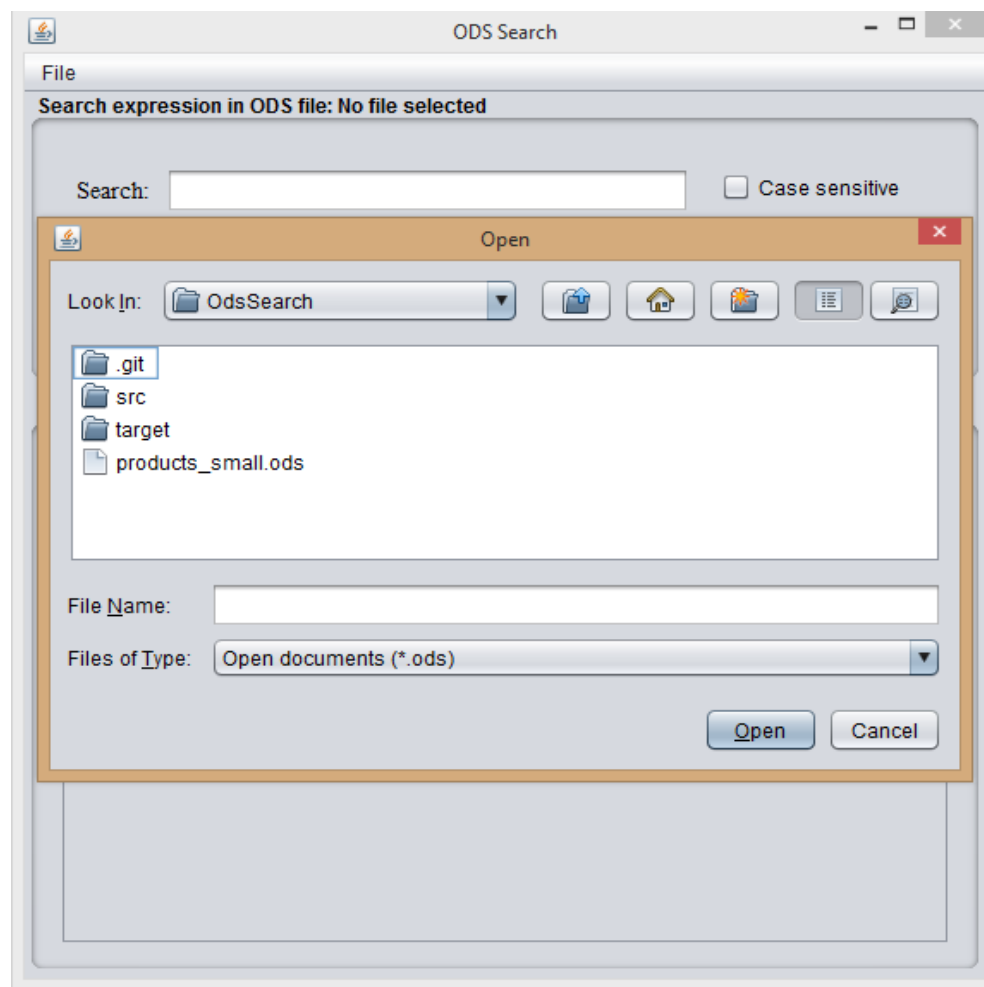 ODS Search
File
Search expression in ODS file: No file selected
Search:
Case sensitive
Open
Look In:
OdsSearch
.git
src
target
products_small.ods
File Name:
Files of Type:
Open documents (*.ods)
Open
Cancel